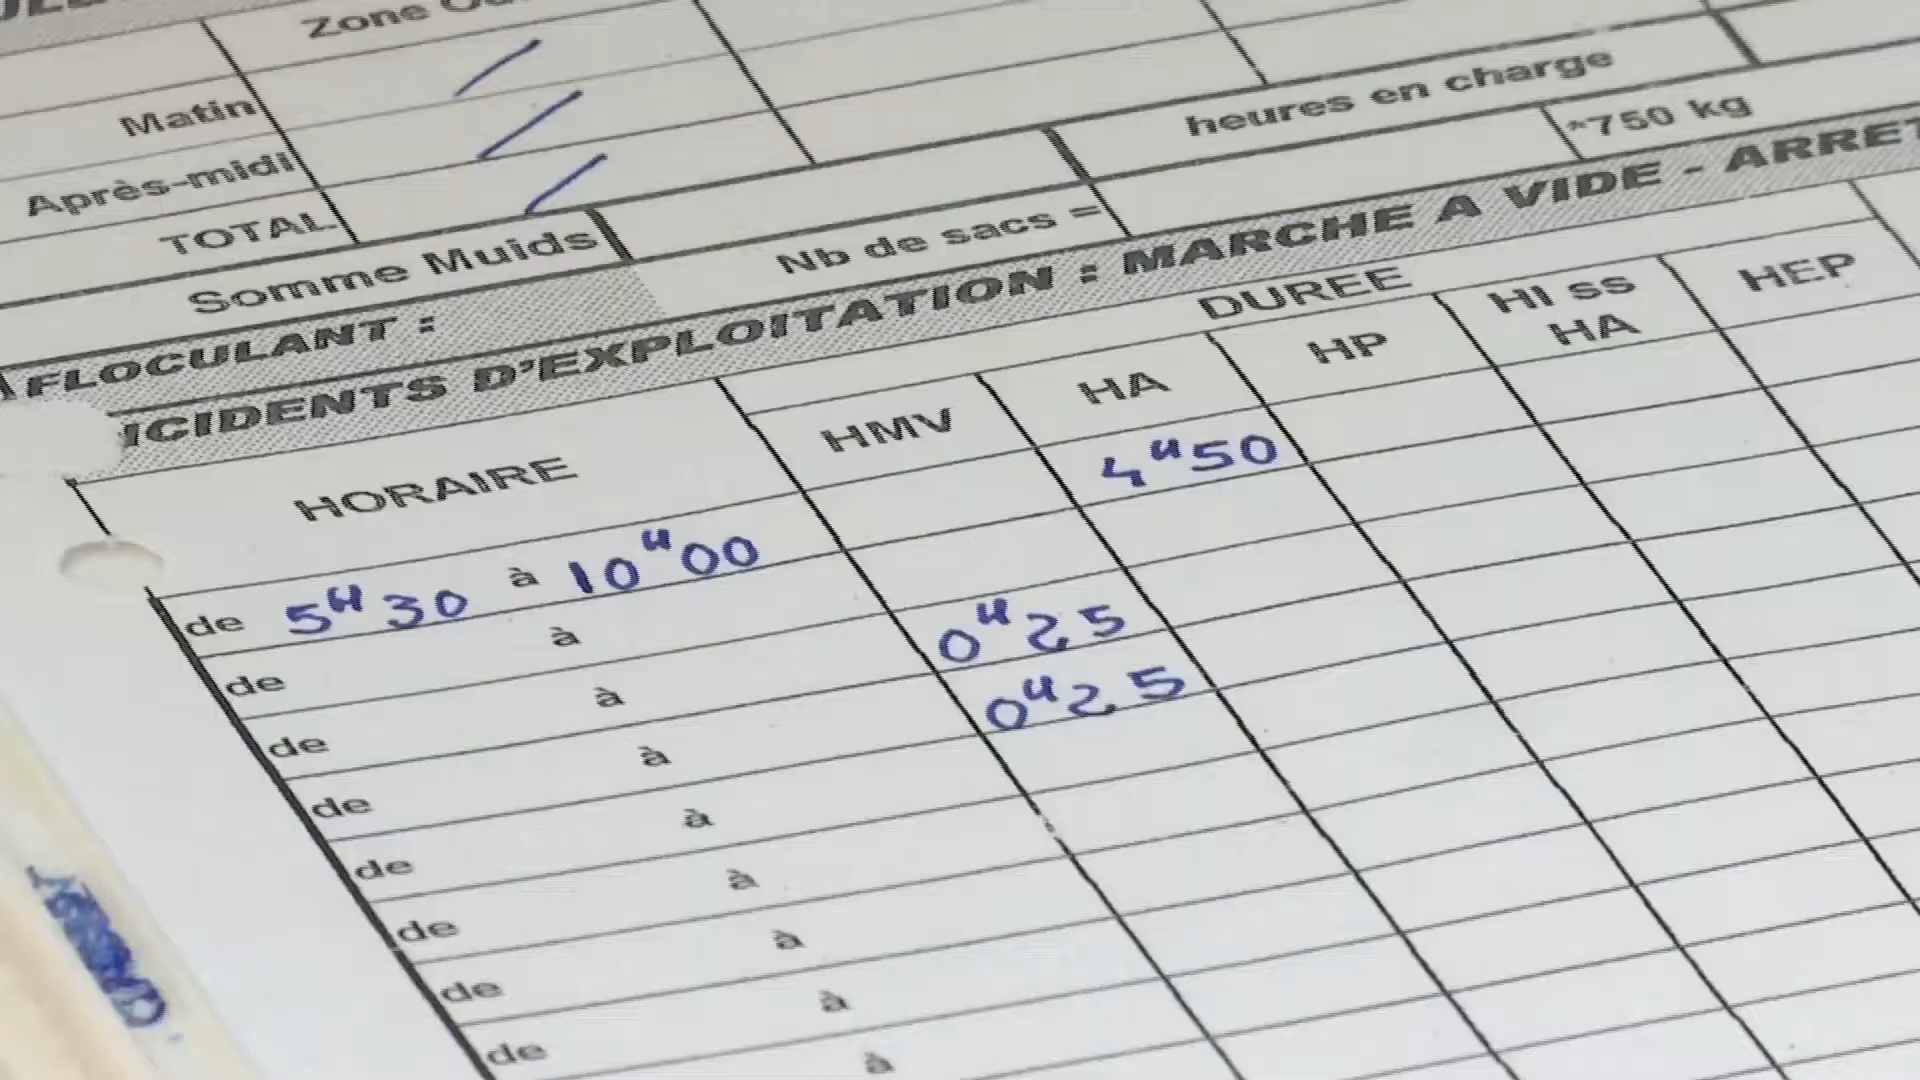 Zone
Matin /
Après-midi /
TOTAL /
heures en charge
Somme Muids
Nb de sacs =
*750 kg
FLOCULANT :
ICIDENTS D'EXPLOITATION : MARCHE A VIDE - ARRET
DUREE
HORAIRE HMV HA HP HI ss HA HEP
de 5H30 à 10H00 4H50
de à
de à 0H25
de à 0H25
de à
de à
de à
de à
à